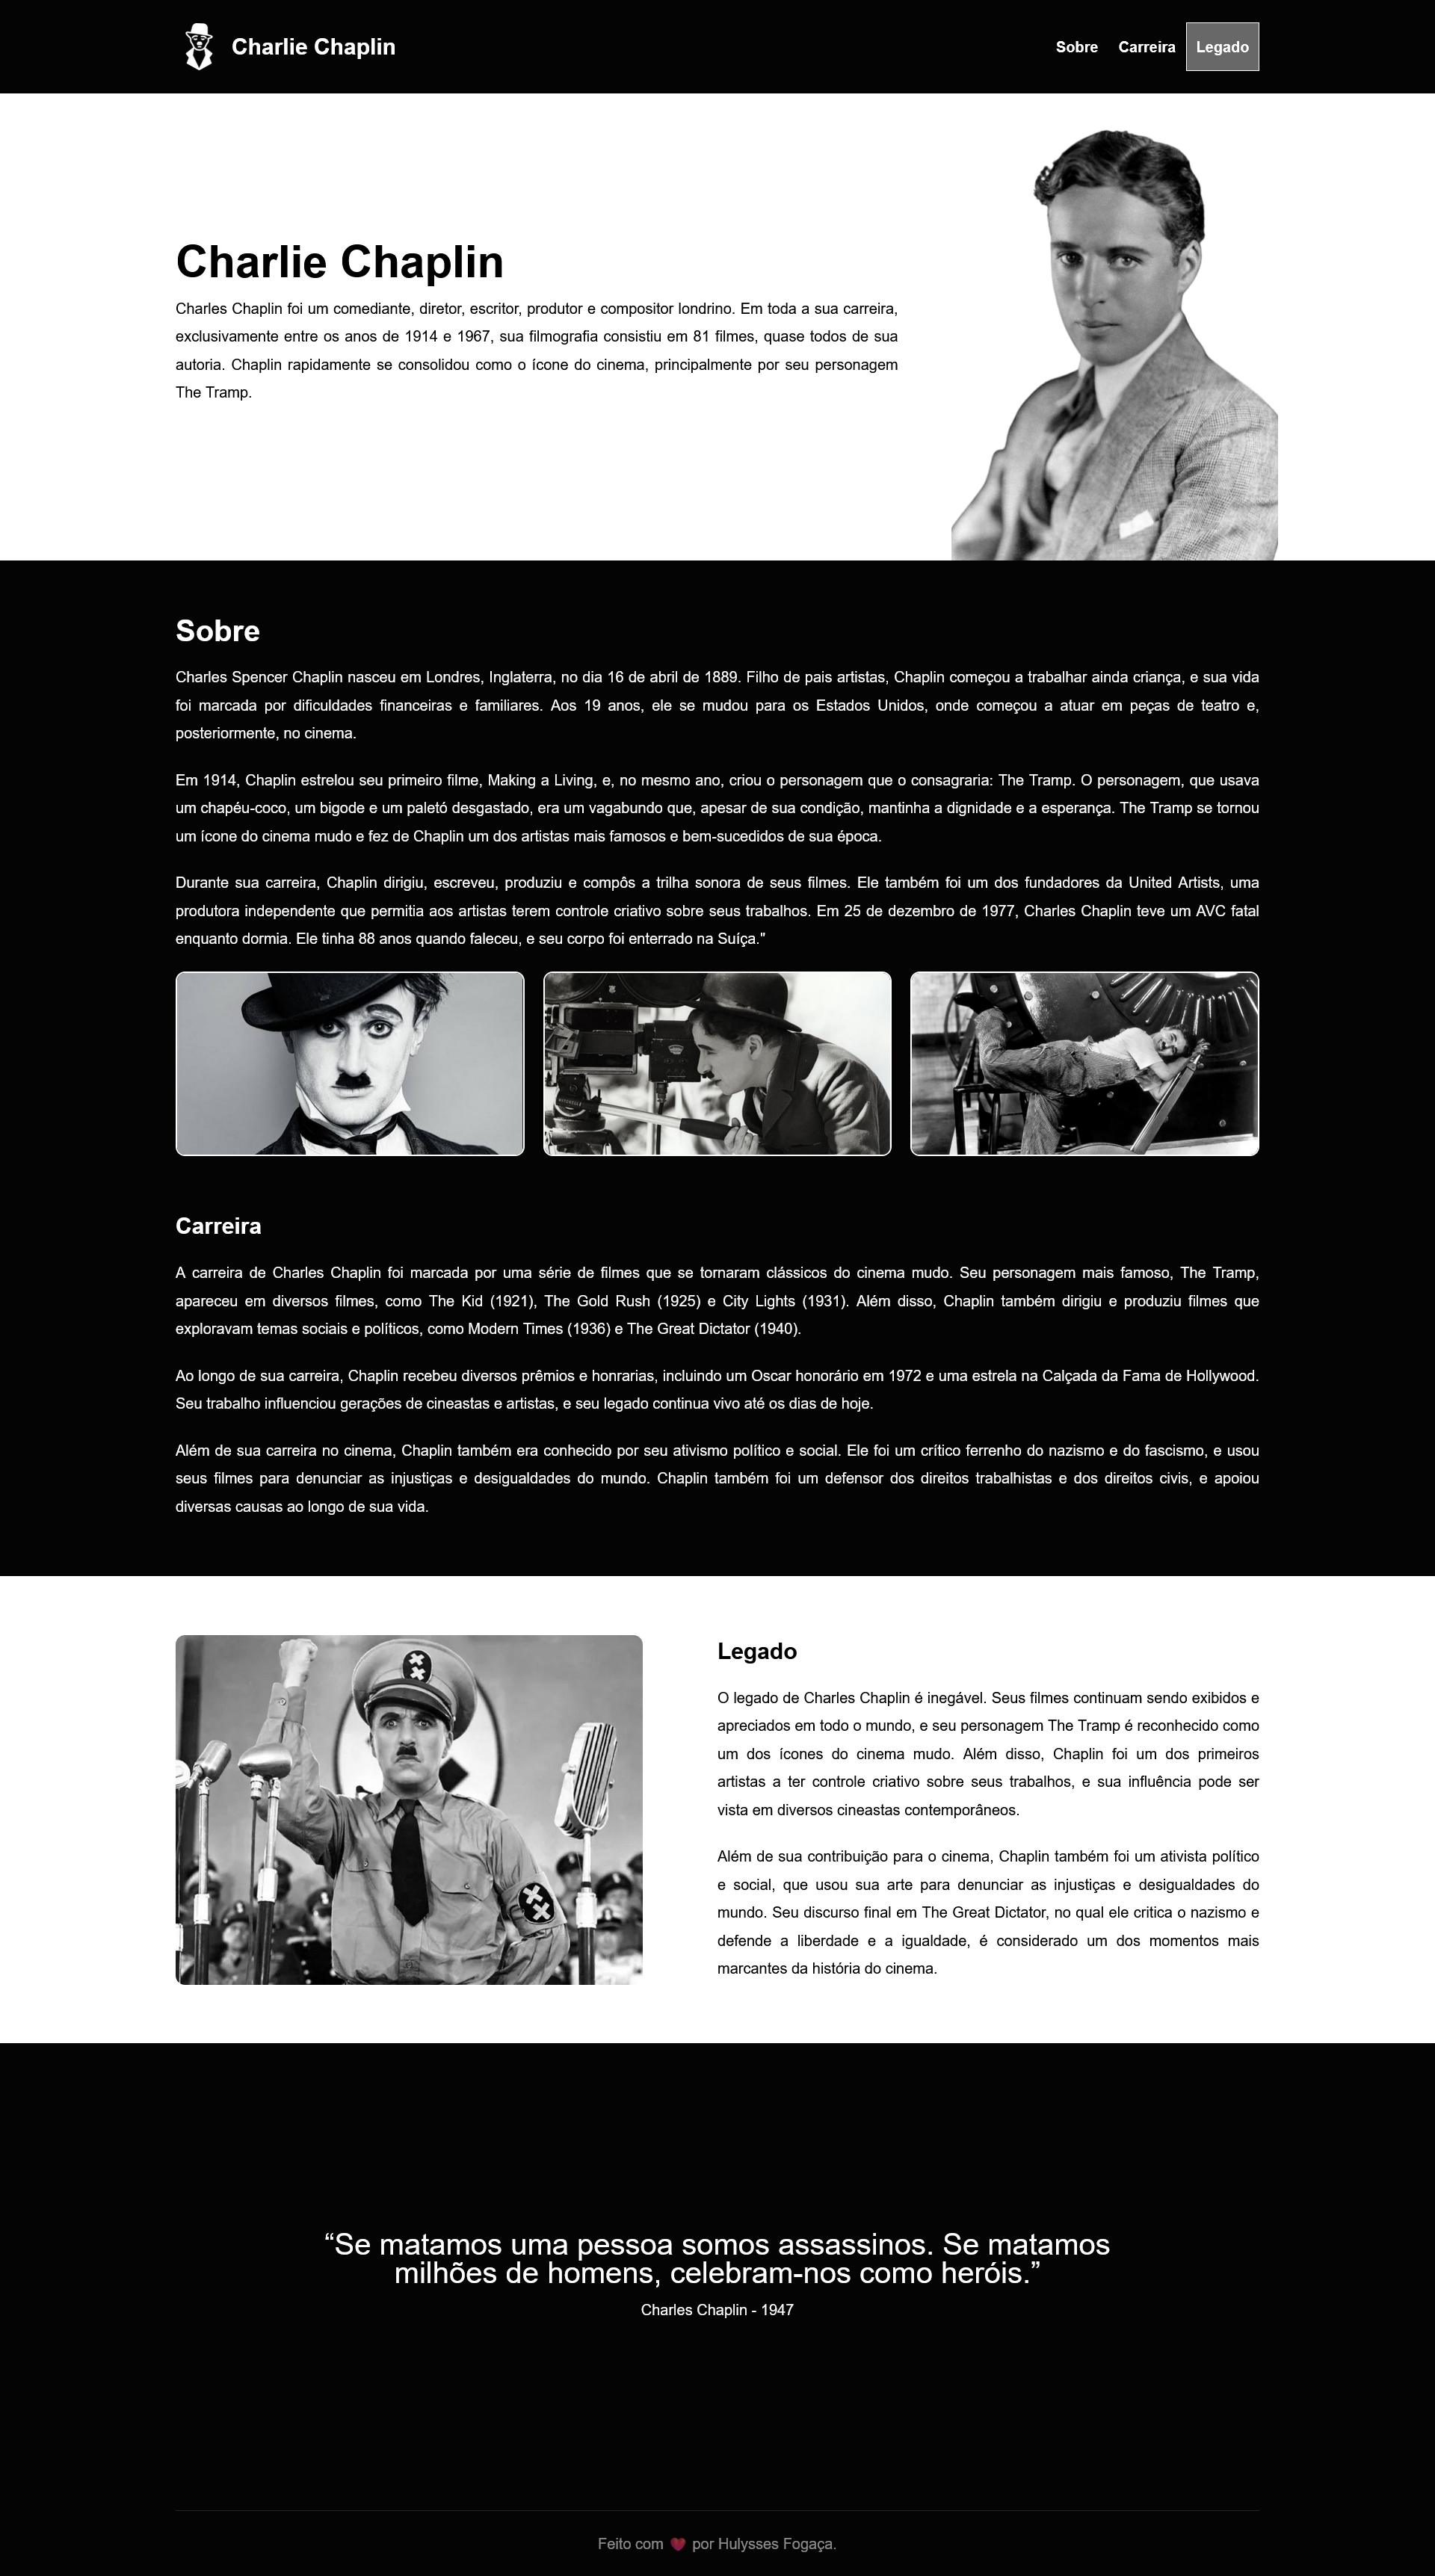 Charlie Chaplin
Sobre Carreira Legado
Charlie Chaplin
Charles Chaplin foi um comediante, diretor, escritor, produtor e compositor londrino. Em toda a sua carreira,
exclusivamente entre os anos de 1914 e 1967, sua filmografia consistiu em 81 filmes, quase todos de sua
autoria. Chaplin rapidamente se consolidou como o ícone do cinema, principalmente por seu personagem
The Tramp.
Sobre
Charles Spencer Chaplin nasceu em Londres, Inglaterra, no dia 16 de abril de 1889. Filho de pais artistas, Chaplin começou a trabalhar ainda criança, e sua vida
foi marcada por dificuldades financeiras e familiares. Aos 19 anos, ele se mudou para os Estados Unidos, onde começou a atuar em peças de teatro e,
posteriormente, no cinema.
Em 1914, Chaplin estrelou seu primeiro filme, Making a Living, e, no mesmo ano, criou o personagem que o consagraria: The Tramp. O personagem, que usava
um chapéu-coco, um bigode e um paletó desgastado, era um vagabundo que, apesar de sua condição, mantinha a dignidade e a esperança. The Tramp se tornou
um ícone do cinema mudo e fez de Chaplin um dos artistas mais famosos e bem-sucedidos de sua época.
Durante sua carreira, Chaplin dirigiu, escreveu, produziu e compôs a trilha sonora de seus filmes. Ele também foi um dos fundadores da United Artists, uma
produtora independente que permitia aos artistas terem controle criativo sobre seus trabalhos. Em 25 de dezembro de 1977, Charles Chaplin teve um AVC fatal
enquanto dormia. Ele tinha 88 anos quando faleceu, e seu corpo foi enterrado na Suíça."
Carreira
A carreira de Charles Chaplin foi marcada por uma série de filmes que se tornaram clássicos do cinema mudo. Seu personagem mais famoso, The Tramp,
apareceu em diversos filmes, como The Kid (1921), The Gold Rush (1925) e City Lights (1931). Além disso, Chaplin também dirigiu e produziu filmes que
exploravam temas sociais e políticos, como Modern Times (1936) e The Great Dictator (1940).
Ao longo de sua carreira, Chaplin recebeu diversos prêmios e honrarias, incluindo um Oscar honorário em 1972 e uma estrela na Calçada da Fama de Hollywood.
Seu trabalho influenciou gerações de cineastas e artistas, e seu legado continua vivo até os dias de hoje.
Além de sua carreira no cinema, Chaplin também era conhecido por seu ativismo político e social. Ele foi um crítico ferrenho do nazismo e do fascismo, e usou
seus filmes para denunciar as injustiças e desigualdades do mundo. Chaplin também foi um defensor dos direitos trabalhistas e dos direitos civis, e apoiou
diversas causas ao longo de sua vida.
Legado
O legado de Charles Chaplin é inegável. Seus filmes continuam sendo exibidos e
apreciados em todo o mundo, e seu personagem The Tramp é reconhecido como
um dos ícones do cinema mudo. Além disso, Chaplin foi um dos primeiros
artistas a ter controle criativo sobre seus trabalhos, e sua influência pode ser
vista em diversos cineastas contemporâneos.
Além de sua contribuição para o cinema, Chaplin também foi um ativista político
e social, que usou sua arte para denunciar as injustiças e desigualdades do
mundo. Seu discurso final em The Great Dictator, no qual ele critica o nazismo e
defende a liberdade e a igualdade, é considerado um dos momentos mais
marcantes da história do cinema.
“Se matamos uma pessoa somos assassinos. Se matamos
milhões de homens, celebram-nos como heróis.”
Charles Chaplin - 1947
Feito com ❤️ por Hulysses Fogaça.